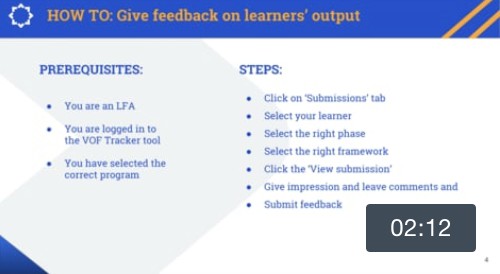 HOW TO: Give feedback on learners' output
PREREQUISITES:
● You are an LFA
● You are logged in to
the VOF Tracker tool
● You have selected the
correct program
STEPS:
● Click on 'Submissions' tab
● Select your learner
● Select the right phase
● Select the right framework
● Click the 'View submission'
● Give impression and leave comments and
● Submit feedback
02:12
4